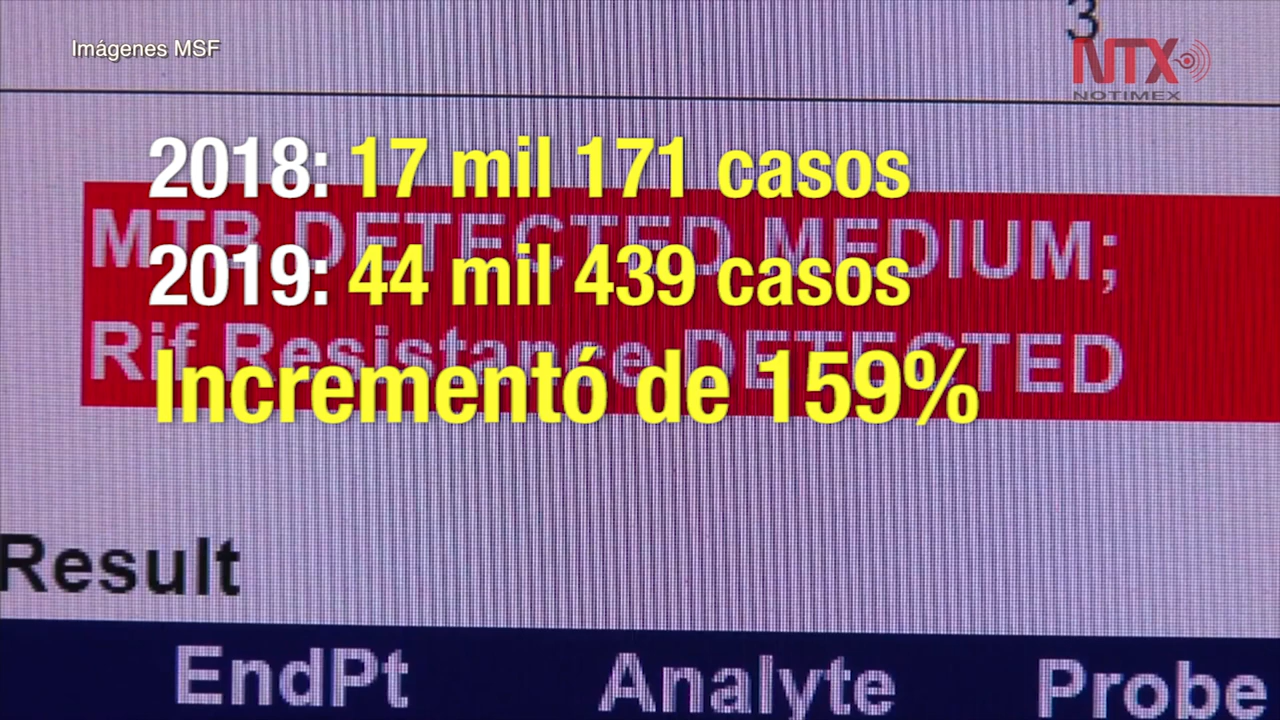 Imágenes MSF
3
NTX
NOTIMEX
2018: 17 mil 171 casos
MTB DETECTED MEDIUM;
2019: 44 mil 439 casos
Rif Resistance DETECTED
Incrementó de 159%
Result
EndPt Analyte Probe